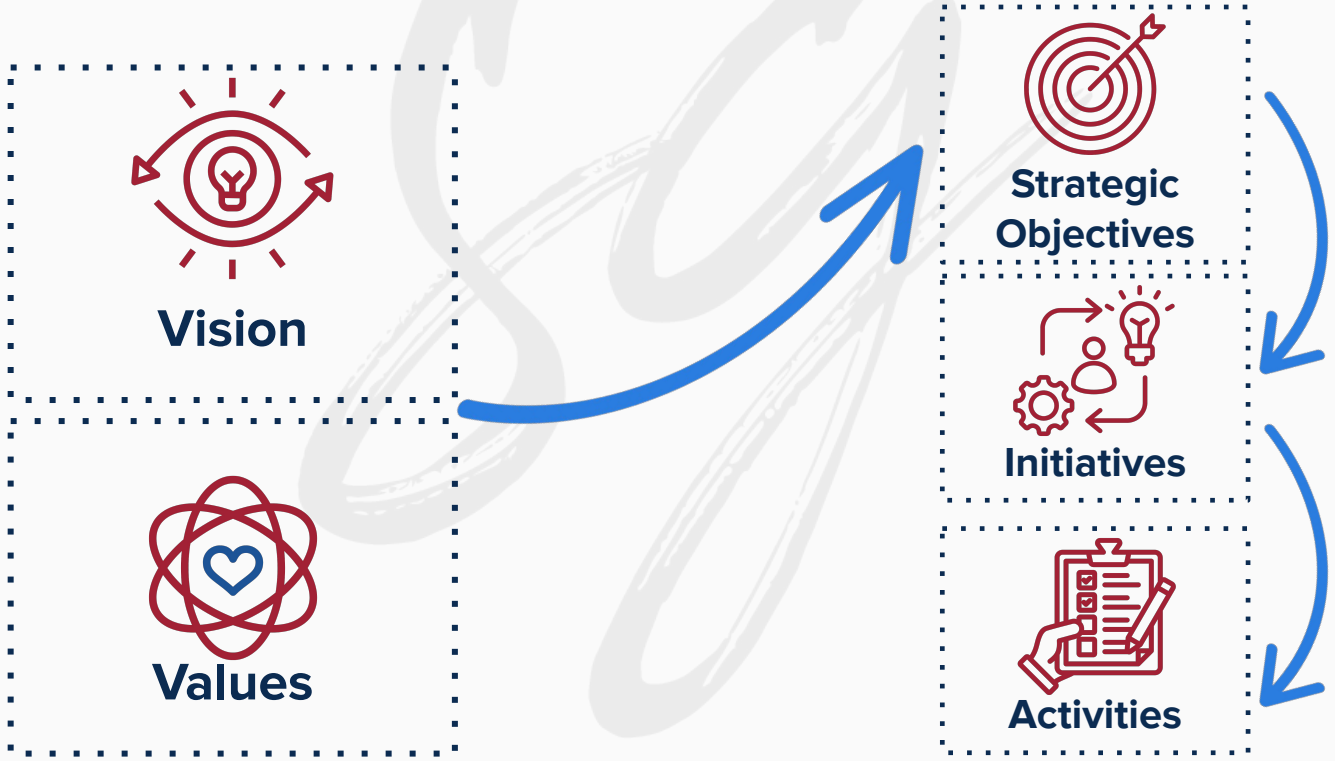 Vision
Values
Strategic
Objectives
Initiatives
Activities